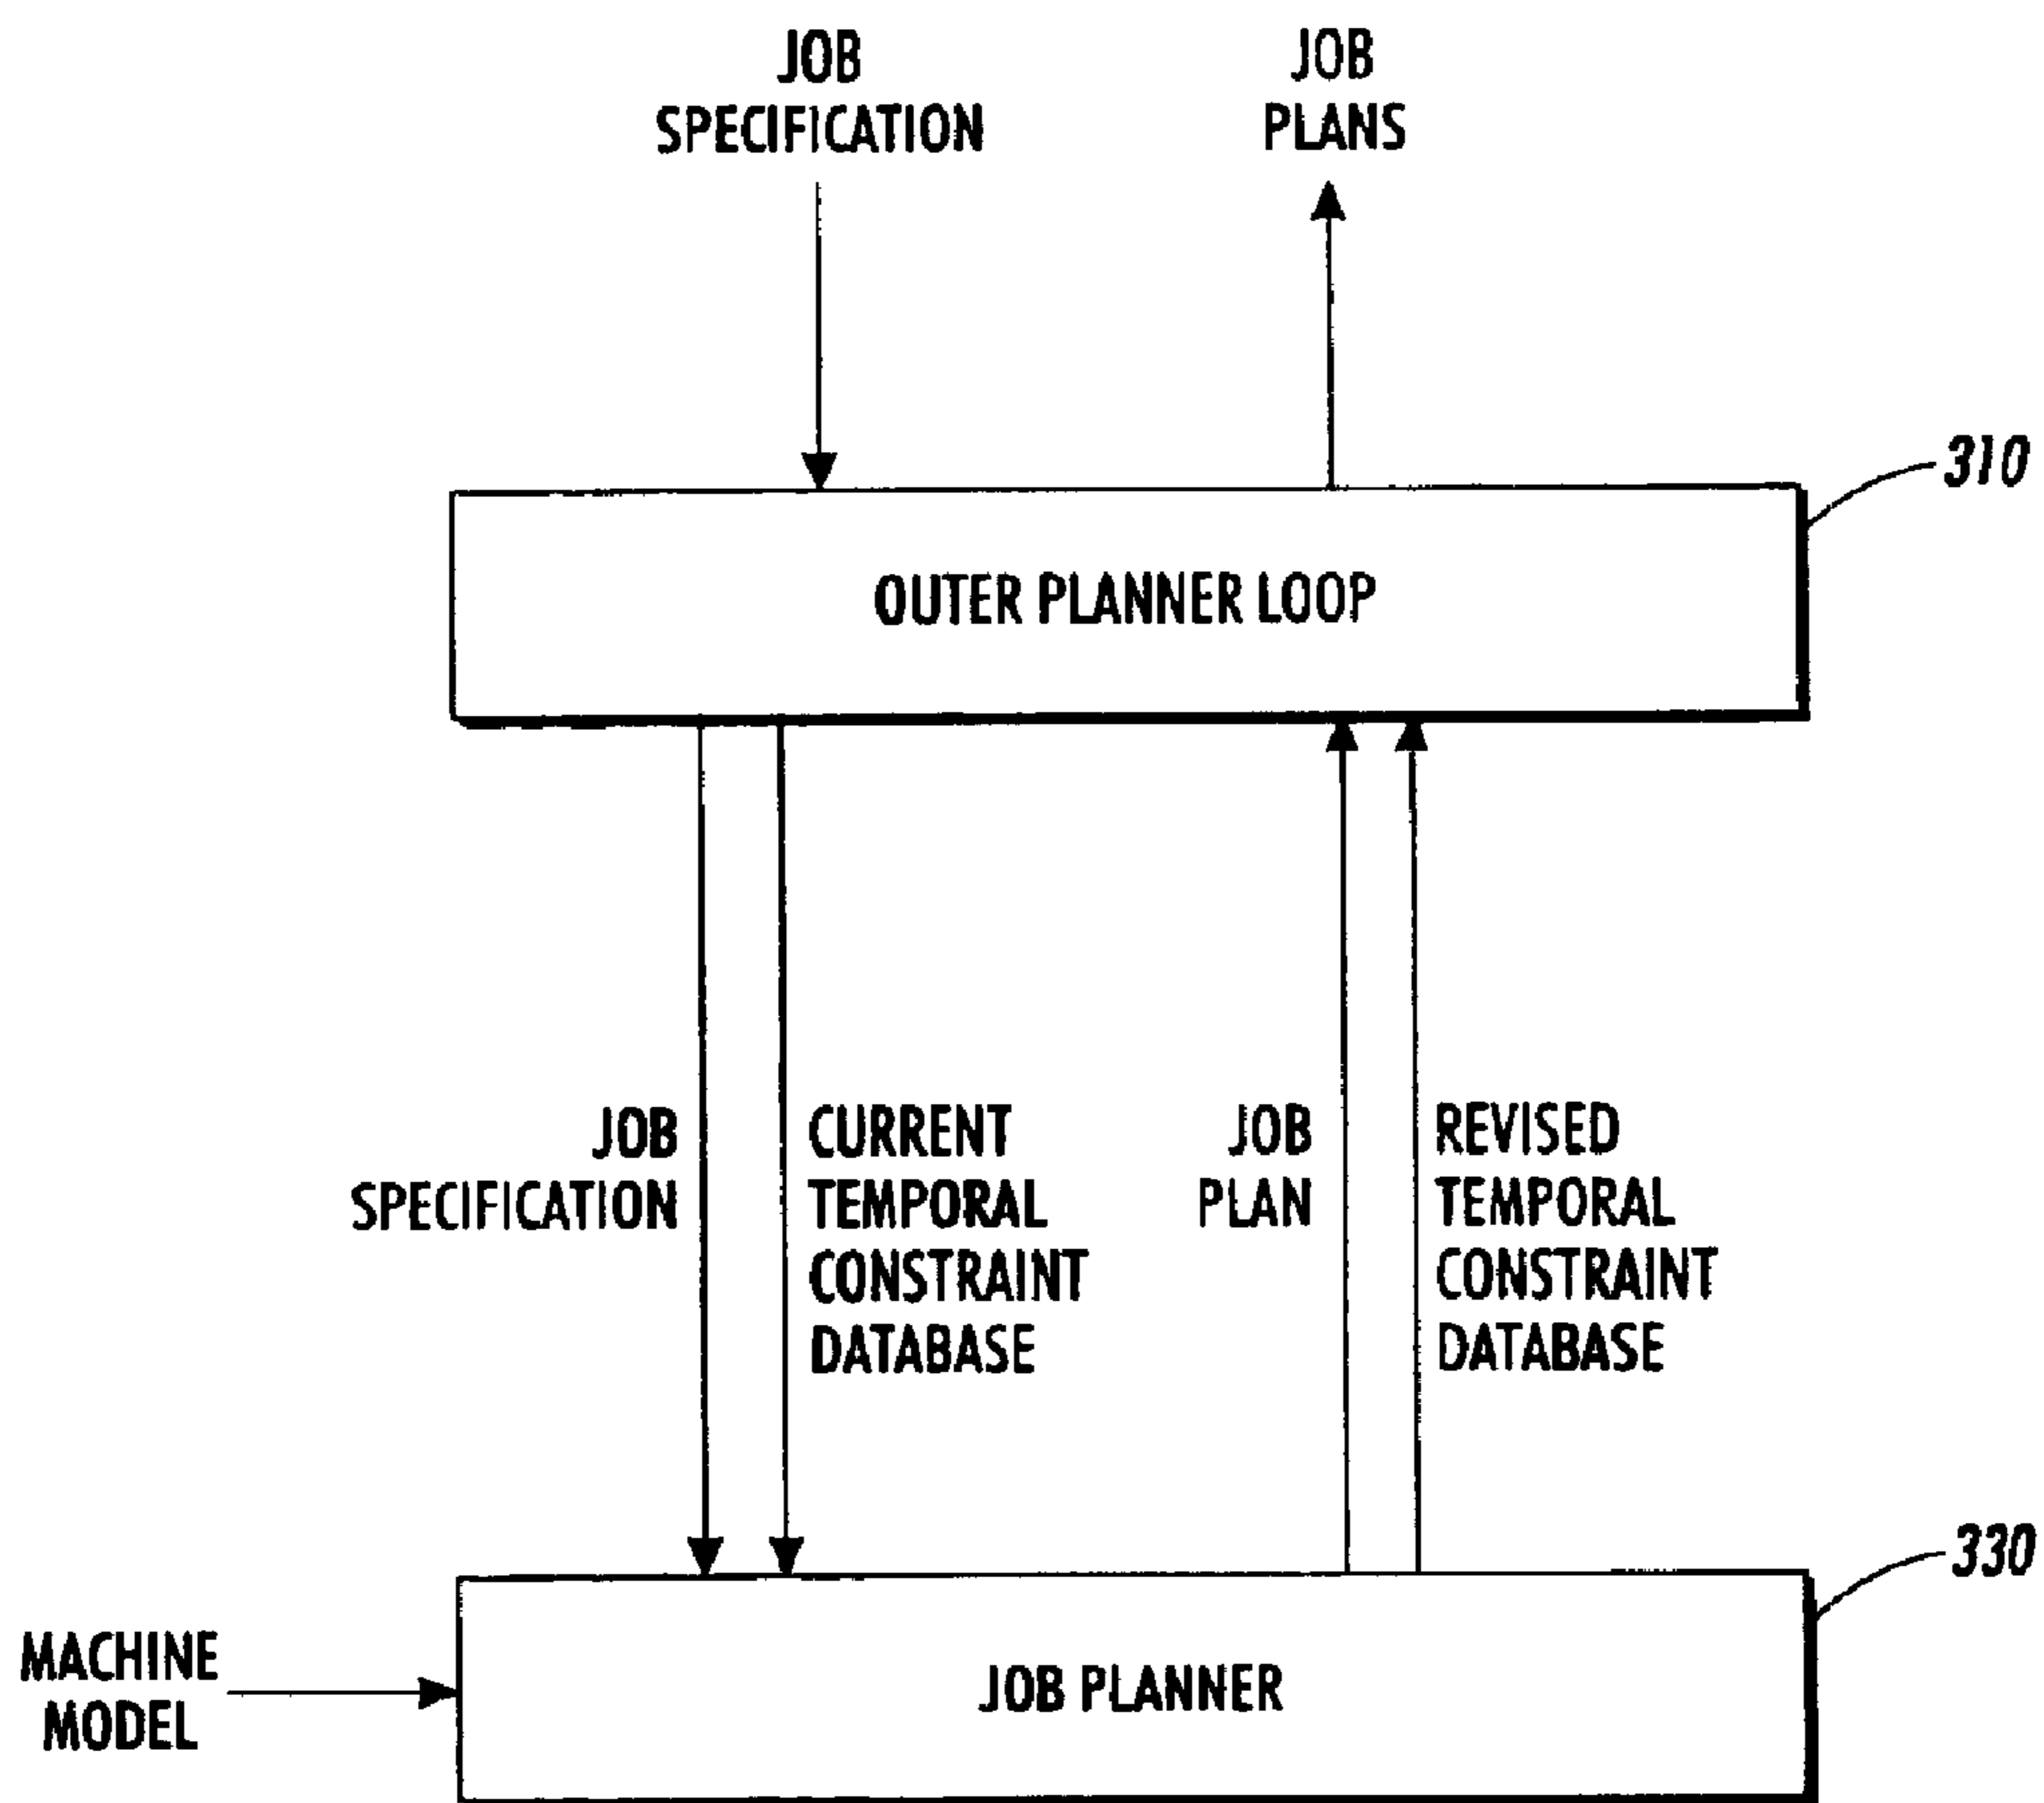 JOB
SPECIFICATION
JOB
PLANS
310
OUTER PLANNER LOOP
JOB
SPECIFICATION
CURRENT
TEMPORAL
CONSTRAINT
DATABASE
JOB
PLAN
REVISED
TEMPORAL
CONSTRAINT
DATABASE
330
MACHINE
MODEL
JOB PLANNER